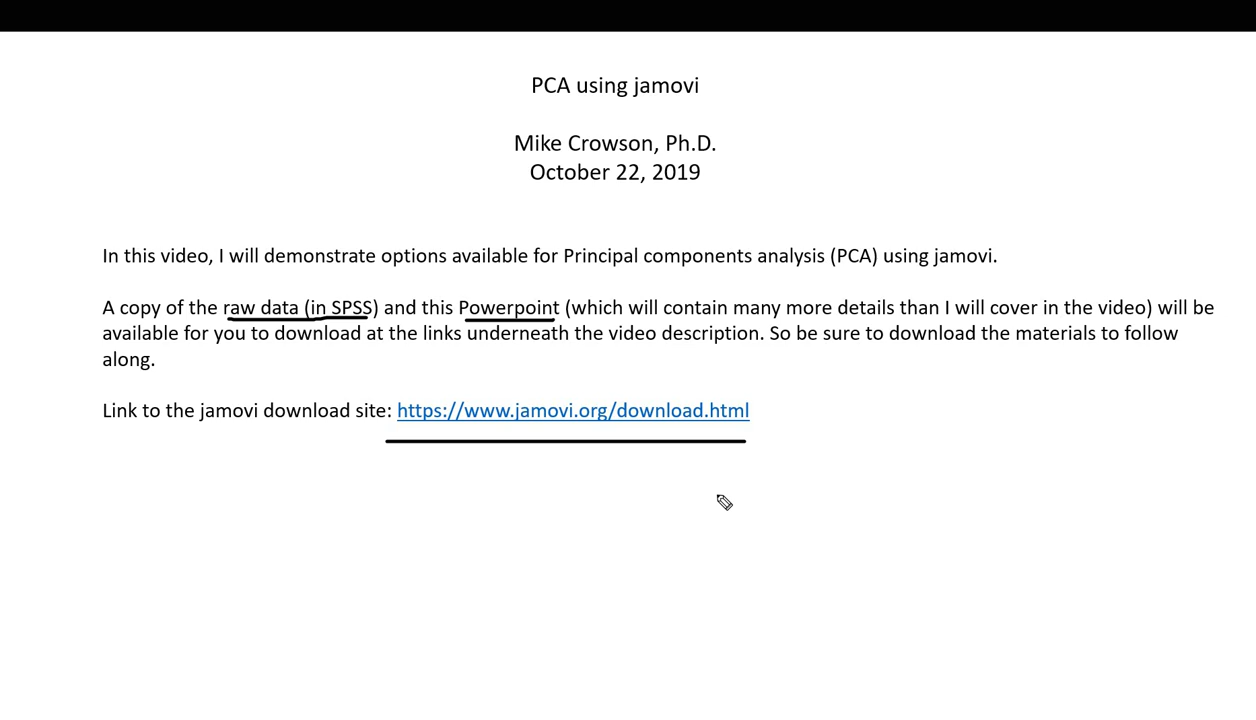 PCA using jamovi
Mike Crowson, Ph.D.
October 22, 2019
In this video, I will demonstrate options available for Principal components analysis (PCA) using jamovi.
A copy of the raw data (in SPSS) and this Powerpoint (which will contain many more details than I will cover in the video) will be
available for you to download at the links underneath the video description. So be sure to download the materials to follow
along.
Link to the jamovi download site: https://www.jamovi.org/download.html